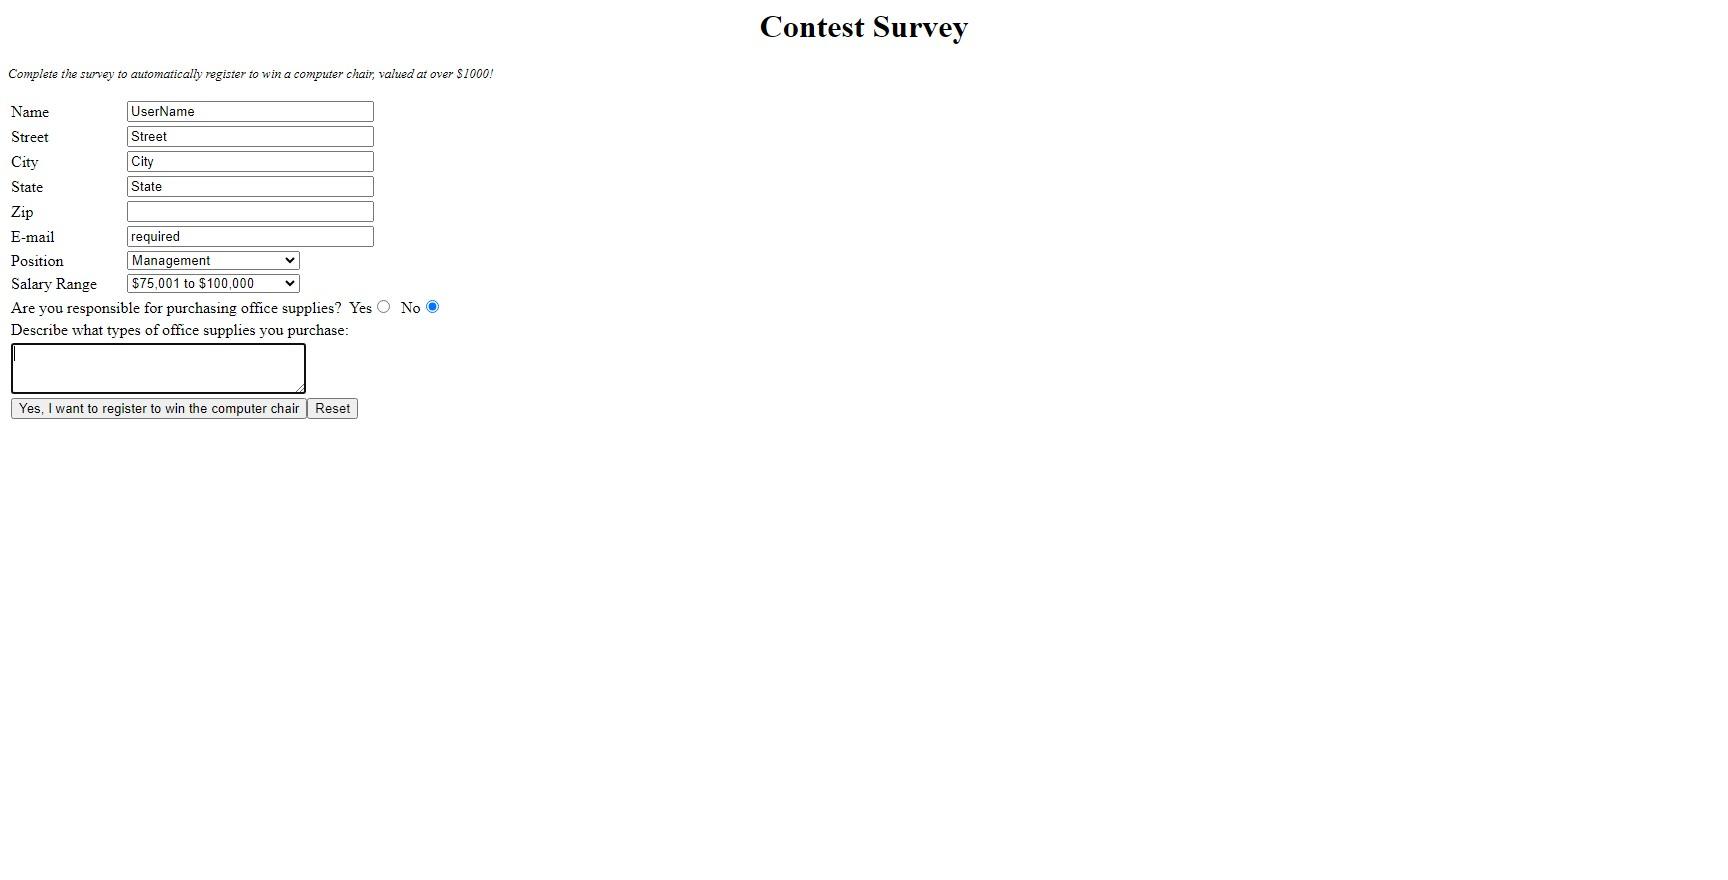 Contest Survey
Complete the survey to automatically register to win a computer chair, valued at over $1000!
Name UserName
Street Street
City City
State State
Zip
E-mail required
Position Management
Salary Range $75,001 to $100,000
Are you responsible for purchasing office supplies? Yes No
Describe what types of office supplies you purchase:
Yes, I want to register to win the computer chair Reset